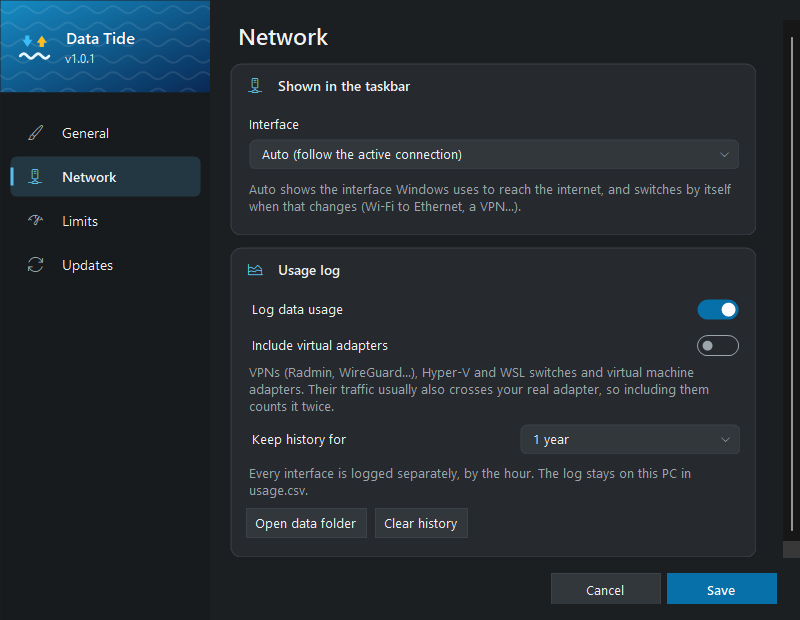 Data Tide
v1.0.1
General
Network
Limits
Updates
Network
Shown in the taskbar
Interface
Auto (follow the active connection)
Auto shows the interface Windows uses to reach the internet, and switches by itself
when that changes (Wi-Fi to Ethernet, a VPN...).
Usage log
Log data usage
Include virtual adapters
VPNs (Radmin, WireGuard...), Hyper-V and WSL switches and virtual machine
adapters. Their traffic usually also crosses your real adapter, so including them
counts it twice.
Keep history for
1 year
Every interface is logged separately, by the hour. The log stays on this PC in
usage.csv.
Open data folder
Clear history
Cancel
Save